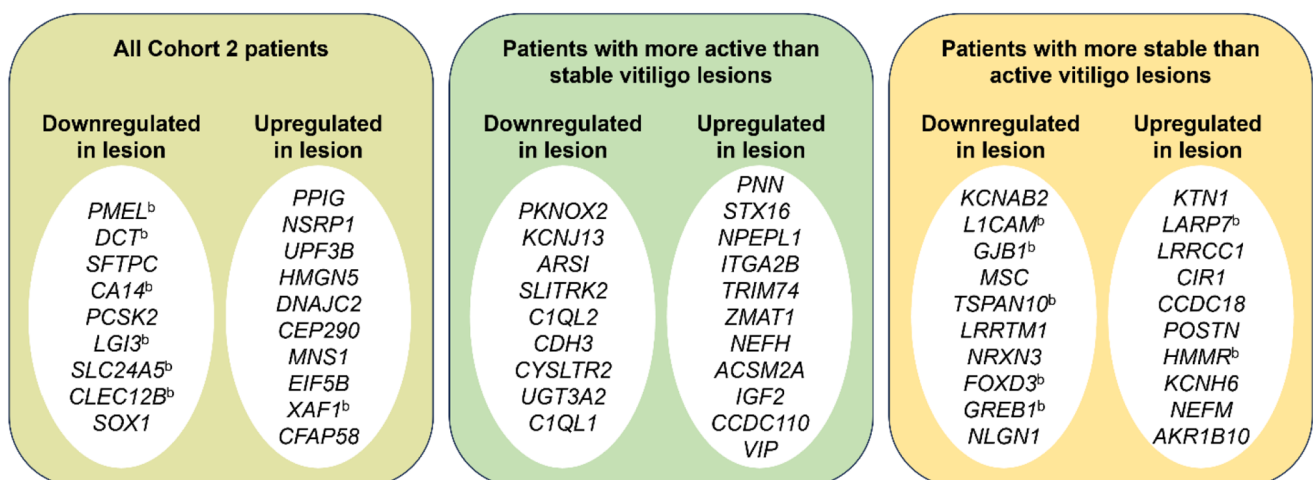 All Cohort 2 patients
Downregulated
in lesion
PMELᵇ
DCTᵇ
SFTPC
CA14ᵇ
PCSK2
LGI3ᵇ
SLC24A5ᵇ
CLEC12Bᵇ
SOX1
Upregulated
in lesion
PPIG
NSRP1
UPF3B
HMGN5
DNAJC2
CEP290
MNS1
EIF5B
XAF1ᵇ
CFAP58
Patients with more active than
stable vitiligo lesions
Downregulated
in lesion
PKNOX2
KCNJ13
ARSI
SLITRK2
C1QL2
CDH3
CYSLTR2
UGT3A2
C1QL1
Upregulated
in lesion
PNN
STX16
NPEPL1
ITGA2B
TRIM74
ZMAT1
NEFH
ACSM2A
IGF2
CCDC110
VIP
Patients with more stable than
active vitiligo lesions
Downregulated
in lesion
KCNAB2
L1CAMᵇ
GJB1ᵇ
MSC
TSPAN10ᵇ
LRRTM1
NRXN3
FOXD3ᵇ
GREB1ᵇ
NLGN1
Upregulated
in lesion
KTN1
LARP7ᵇ
LRRCC1
CIR1
CCDC18
POSTN
HMMRᵇ
KCNH6
NEFM
AKR1B10